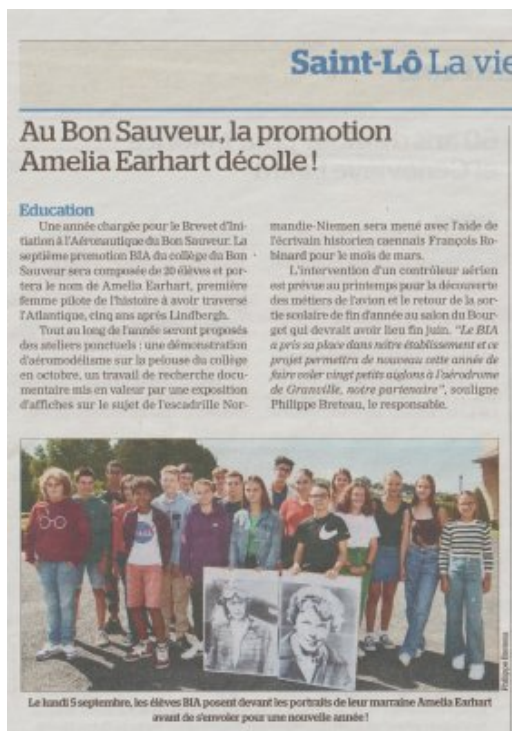 Saint-Lô La vie
Au Bon Sauveur, la promotion
Amelia Earhart décolle !
Education
Une année chargée pour le Brevet d'Ini-
tiation à l'Aéronautique du Bon Sauveur. La
septième promotion BIA du collège du Bon
Sauveur sera composée de 20 élèves et por-
tera le nom de Amelia Earhart, première
femme pilote de l'histoire à avoir traversé
l'Atlantique, cinq ans après Lindbergh.
Tout au long de l'année seront proposés
des ateliers ponctuels : une démonstration
d'aéromodélisme sur la pelouse du collège
en octobre, un travail de recherche docu-
mentaire mis en valeur par une exposition
d'affiches sur le sujet de l'escadrille Nor-
mandie-Niemen sera mené avec l'aide de
l'écrivain historien caennais François Ro-
binard pour le mois de mars.
L'intervention d'un contrôleur aérien
est prévue au printemps pour la découverte
des métiers de l'avion et le retour de la sor-
tie scolaire de fin d'année au salon du Bour-
get qui devrait avoir lieu fin juin. "Le BIA
a pris sa place dans notre établissement et ce
projet permettra de nouveau cette année de
faire voler vingt petits aiglons à l'aérodrome
de Granville, notre partenaire", souligne
Philippe Breteau, le responsable.
NASA
Philippe Breteau
Le lundi 5 septembre, les élèves BIA posent devant les portraits de leur marraine Amelia Earhart
avant de s'envoler pour une nouvelle année !